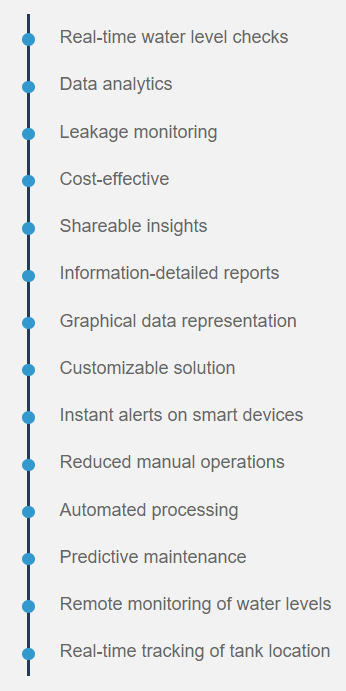 Real-time water level checks
Data analytics
Leakage monitoring
Cost-effective
Shareable insights
Information-detailed reports
Graphical data representation
Customizable solution
Instant alerts on smart devices
Reduced manual operations
Automated processing
Predictive maintenance
Remote monitoring of water levels
Real-time tracking of tank location